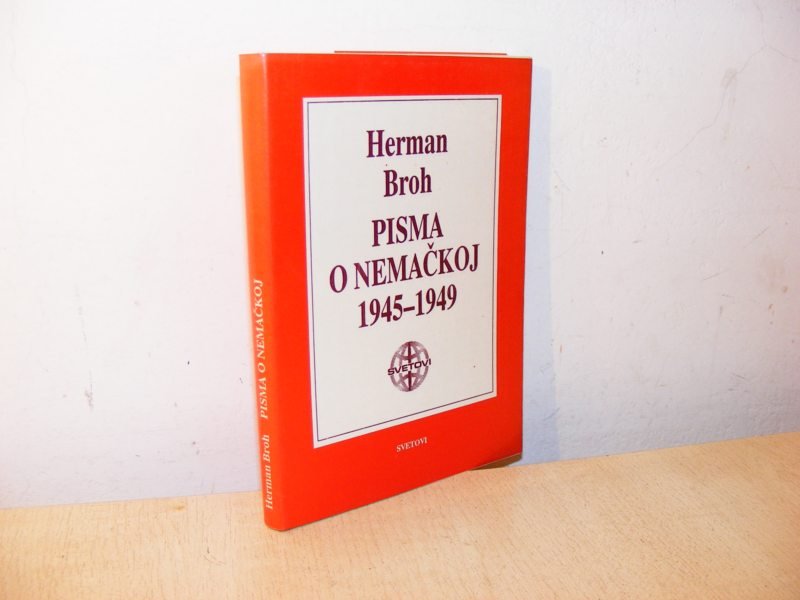 Herman
Broh
PISMA
O NEMAČKOJ
1945–1949
SVETOVI
SVETOVI
Herman Broh PISMA O NEMAČKOJ